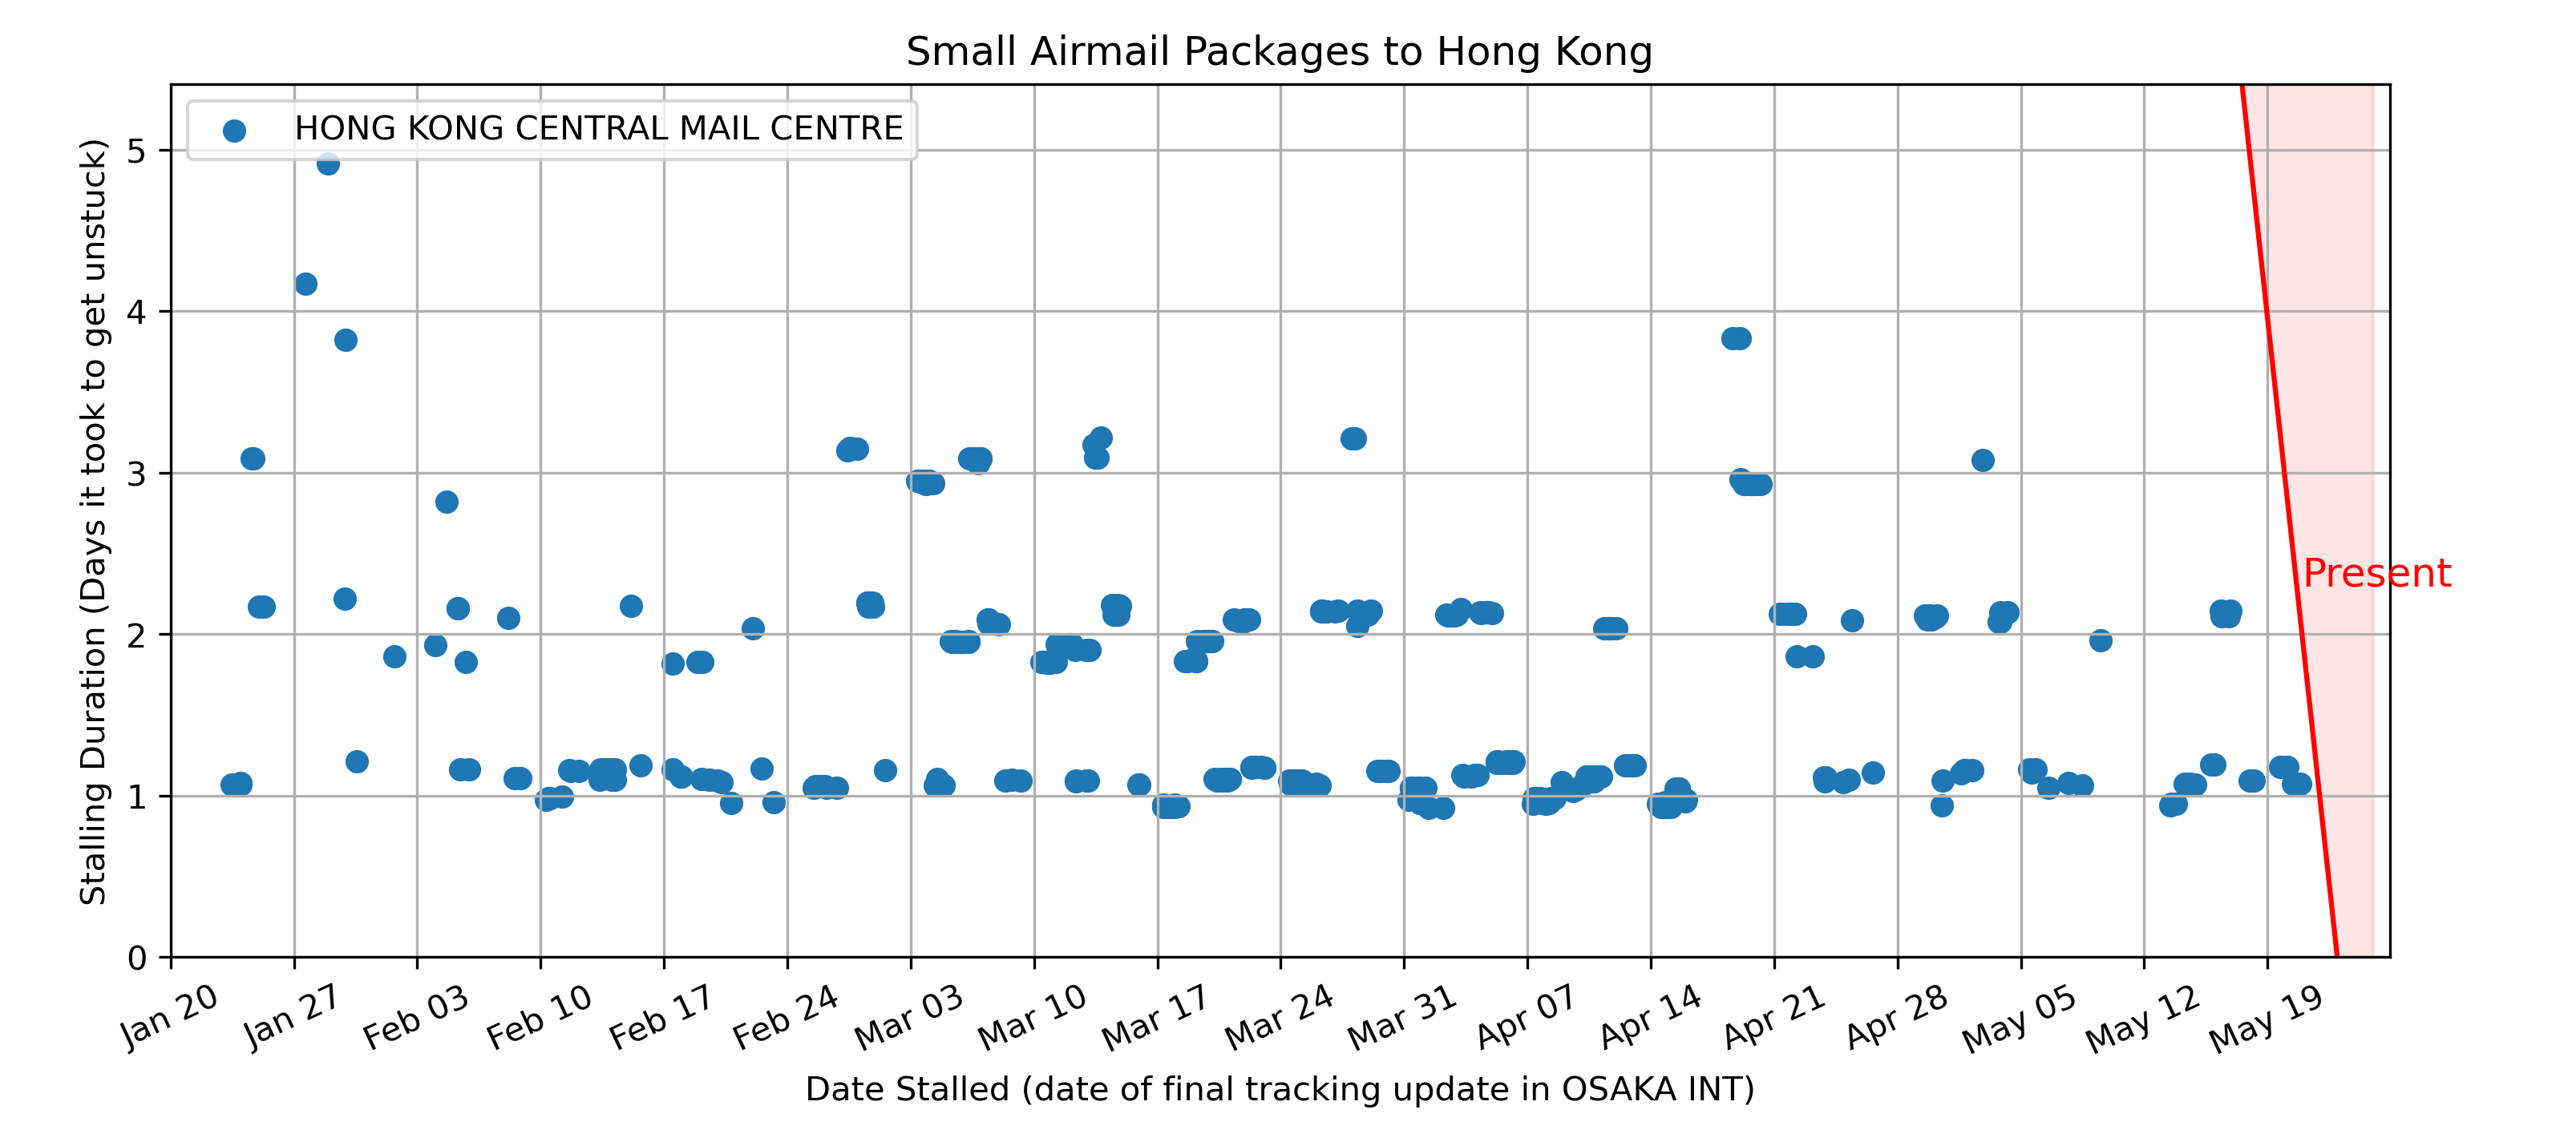 Small Airmail Packages to Hong Kong
HONG KONG CENTRAL MAIL CENTRE
Stalling Duration (Days it took to get unstuck)
5
4
3
2
1
0
Present
Jan 20
Jan 27
Feb 03
Feb 10
Feb 17
Feb 24
Mar 03
Mar 10
Mar 17
Mar 24
Mar 31
Apr 07
Apr 14
Apr 21
Apr 28
May 05
May 12
May 19
Date Stalled (date of final tracking update in OSAKA INT)